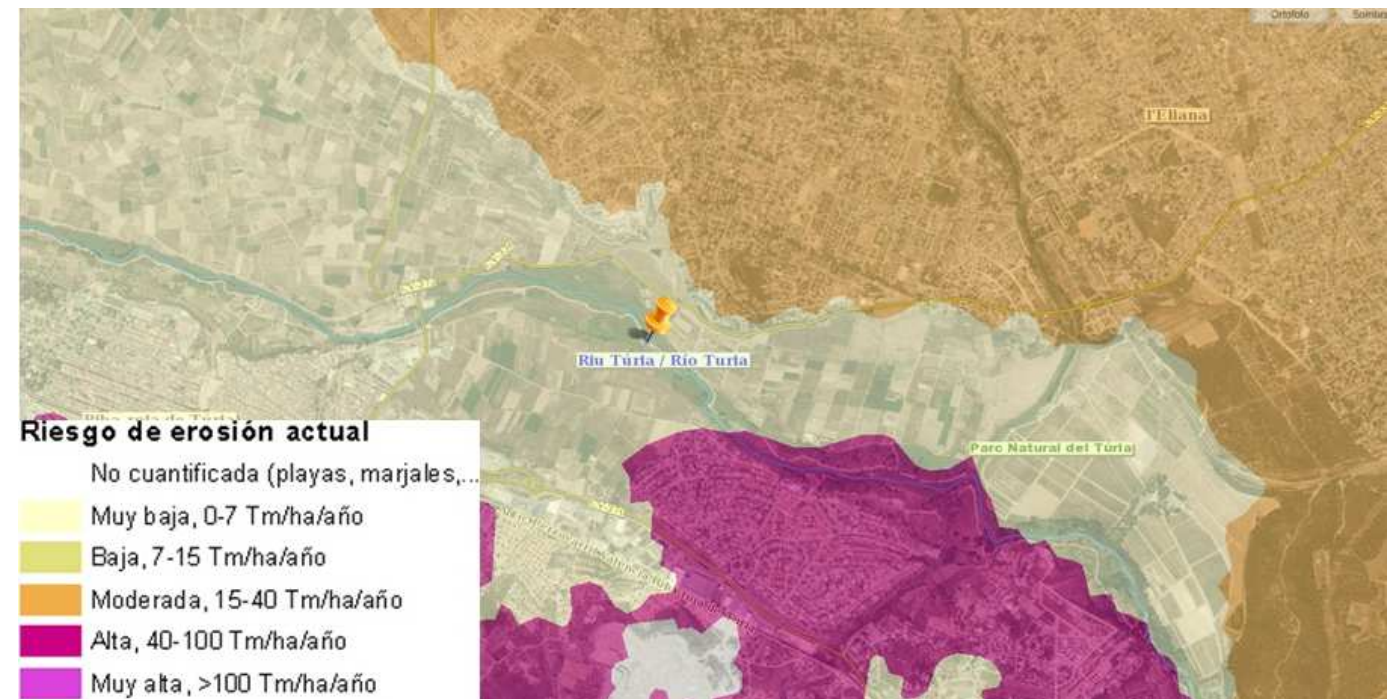 Ortofoto
l'Eliana
Riu Túria / Río Turia
Parc Natural del Túria
Riesgo de erosión actual
No cuantificada (playas, marjales,...
Muy baja, 0-7 Tm/ha/año
Baja, 7-15 Tm/ha/año
Moderada, 15-40 Tm/ha/año
Alta, 40-100 Tm/ha/año
Muy alta, >100 Tm/ha/año